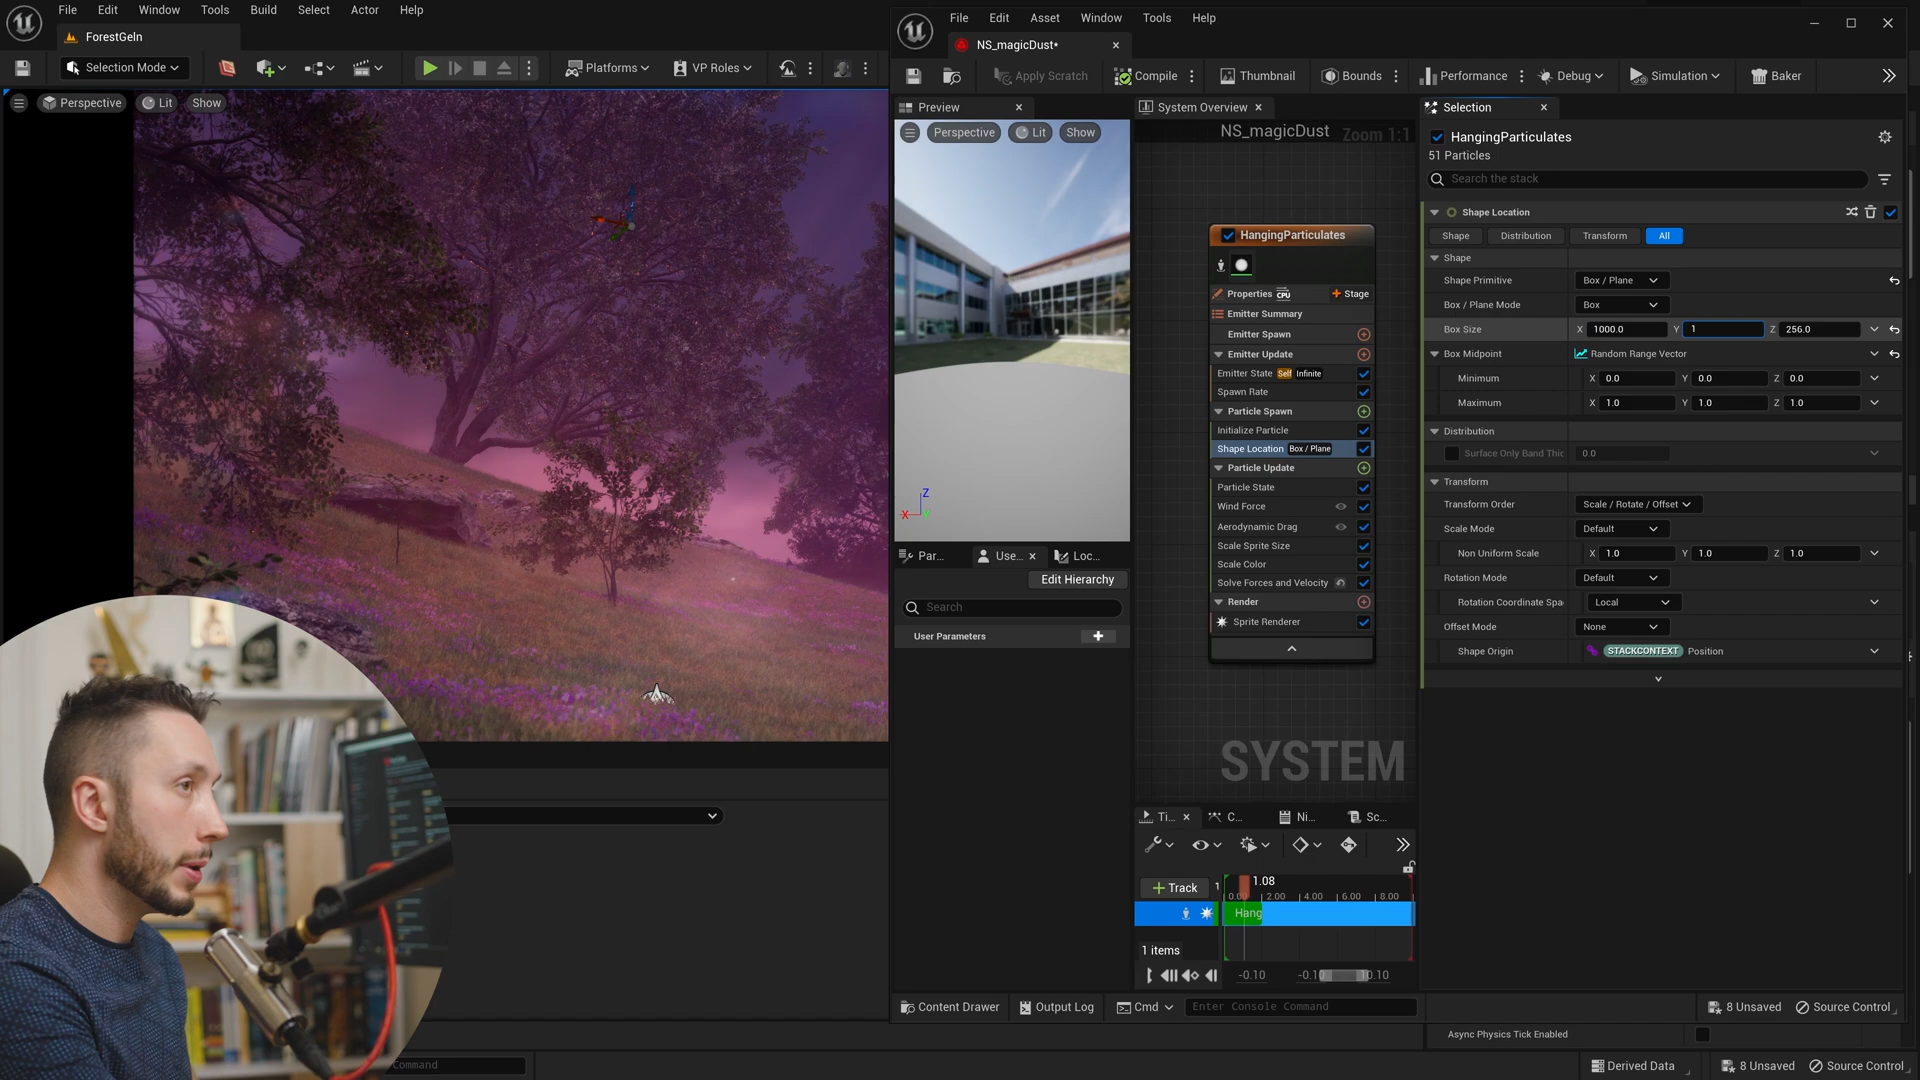 File Edit Window Tools Build Select Actor Help
ForestGeIn
Selection Mode
Platforms
VP Roles
Perspective
Lit
Show
File Edit Asset Window Tools Help
NS_magicDust*
Apply Scratch
Compile
Thumbnail
Bounds
Performance
Debug
Simulation
Baker
Preview
Perspective
Lit
Show
Z
X
Y
Par...
Use...
Loc...
Edit Hierarchy
Search
User Parameters
System Overview
NS_magicDust
Zoom 1:1
HangingParticulates
Properties CPU
Stage
Emitter Summary
Emitter Spawn
Emitter Update
Emitter State Self Infinite
Spawn Rate
Particle Spawn
Initialize Particle
Shape Location Box / Plane
Particle Update
Particle State
Wind Force
Aerodynamic Drag
Scale Sprite Size
Scale Color
Solve Forces and Velocity
Render
Sprite Renderer
SYSTEM
Ti...
C...
Ni...
Sc...
Track
1
1.08
0.00 2.00 4.00 6.00 8.00
Hang
1 items
-0.10
-0.10
10.10
Selection
HangingParticulates
51 Particles
Search the stack
Shape Location
Shape
Distribution
Transform
All
Shape
Shape Primitive Box / Plane
Box / Plane Mode Box
Box Size X 1000.0 Y 1 Z 256.0
Box Midpoint Random Range Vector
Minimum X 0.0 Y 0.0 Z 0.0
Maximum X 1.0 Y 1.0 Z 1.0
Distribution
Surface Only Band Thic 0.0
Transform
Transform Order Scale / Rotate / Offset
Scale Mode Default
Non Uniform Scale X 1.0 Y 1.0 Z 1.0
Rotation Mode Default
Rotation Coordinate Spa Local
Offset Mode None
Shape Origin STACKCONTEXT Position
Content Drawer
Output Log
Cmd
Enter Console Command
8 Unsaved
Source Control
Async Physics Tick Enabled
Command
Derived Data
8 Unsaved
Source Control